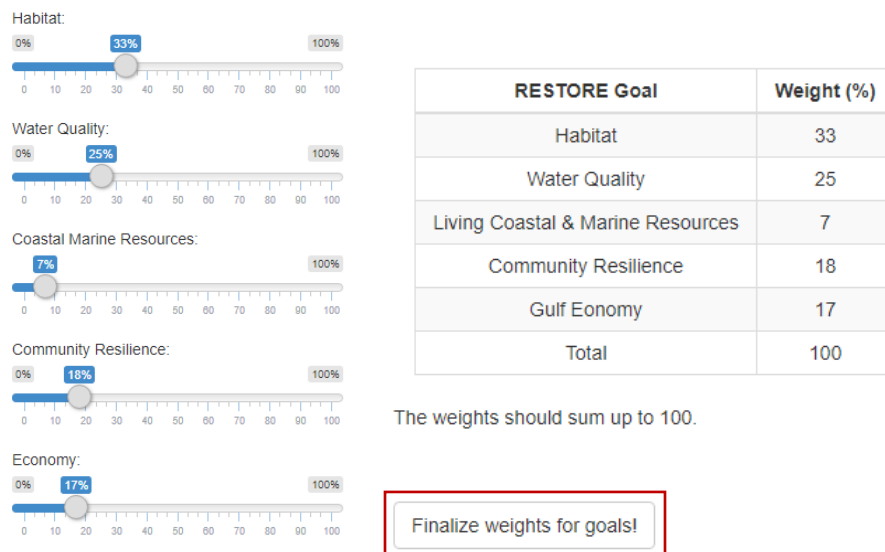 Habitat:
0% 33% 100%
0 10 20 30 40 50 60 70 80 90 100
Water Quality:
0% 25% 100%
0 10 20 30 40 50 60 70 80 90 100
Coastal Marine Resources:
7% 100%
0 10 20 30 40 50 60 70 80 90 100
Community Resilience:
0% 18% 100%
0 10 20 30 40 50 60 70 80 90 100
Economy:
0% 17% 100%
0 10 20 30 40 50 60 70 80 90 100
RESTORE Goal Weight (%)
Habitat 33
Water Quality 25
Living Coastal & Marine Resources 7
Community Resilience 18
Gulf Eonomy 17
Total 100
The weights should sum up to 100.
Finalize weights for goals!